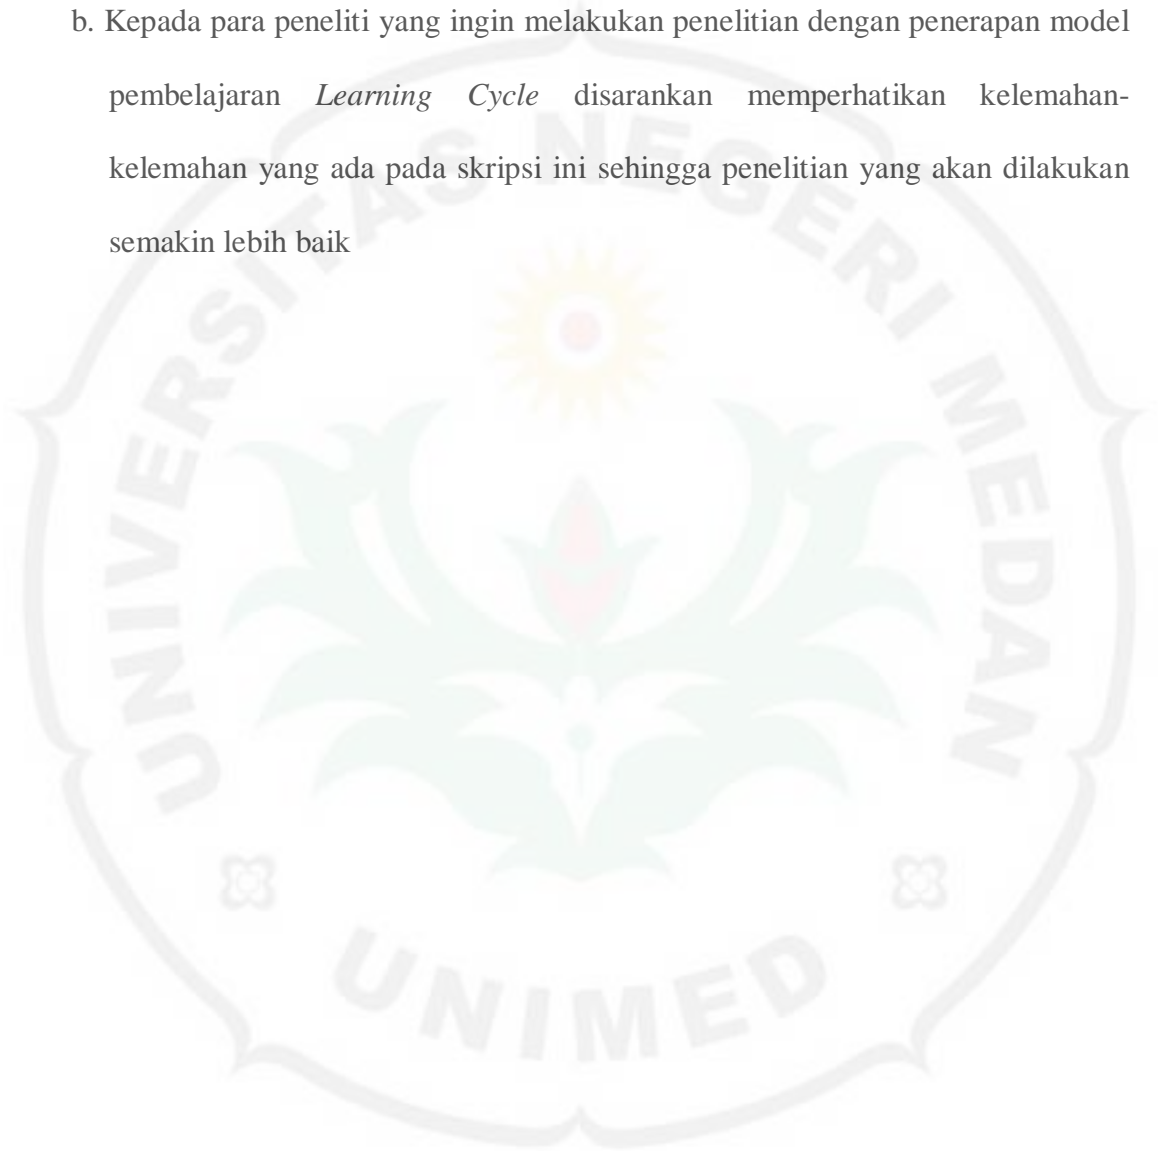 b. Kepada para peneliti yang ingin melakukan penelitian dengan penerapan model
pembelajaran Learning Cycle disarankan memperhatikan kelemahan-
kelemahan yang ada pada skripsi ini sehingga penelitian yang akan dilakukan
semakin lebih baik
UNIVERSITAS NEGERI MEDAN
UNIMED